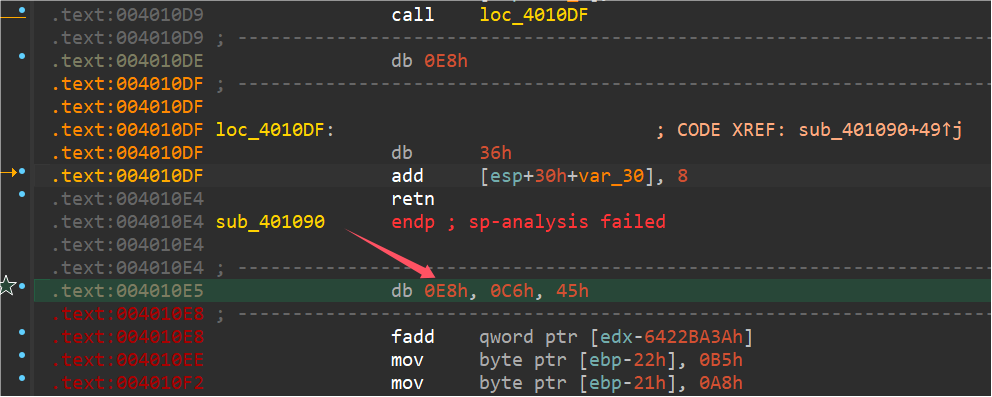 .text:004010D9 call loc_4010DF
.text:004010D9 ; ---------------------------------------------------------------------------
.text:004010DE db 0E8h
.text:004010DF ; ---------------------------------------------------------------------------
.text:004010DF
.text:004010DF loc_4010DF: ; CODE XREF: sub_401090+49↑j
.text:004010DF db 36h
.text:004010DF add [esp+30h+var_30], 8
.text:004010E4 retn
.text:004010E4 sub_401090 endp ; sp-analysis failed
.text:004010E4
.text:004010E4 ; ---------------------------------------------------------------------------
.text:004010E5 db 0E8h, 0C6h, 45h
.text:004010E8 ; ---------------------------------------------------------------------------
.text:004010E8 fadd qword ptr [edx-6422BA3Ah]
.text:004010EE mov byte ptr [ebp-22h], 0B5h
.text:004010F2 mov byte ptr [ebp-21h], 0A8h